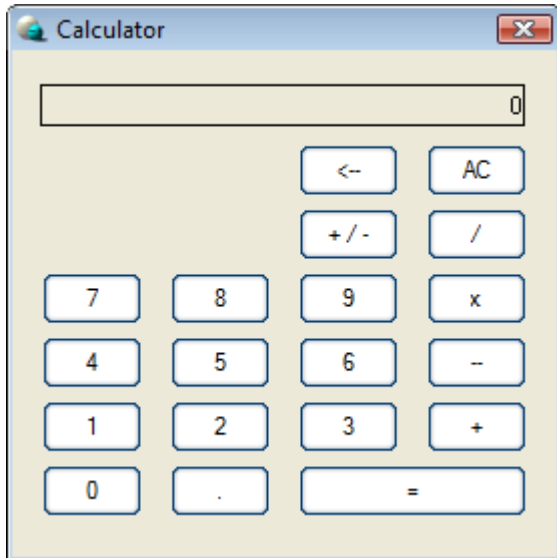 Calculator
0
<-- AC
+ / - /
7 8 9 x
4 5 6 --
1 2 3 +
0 . =